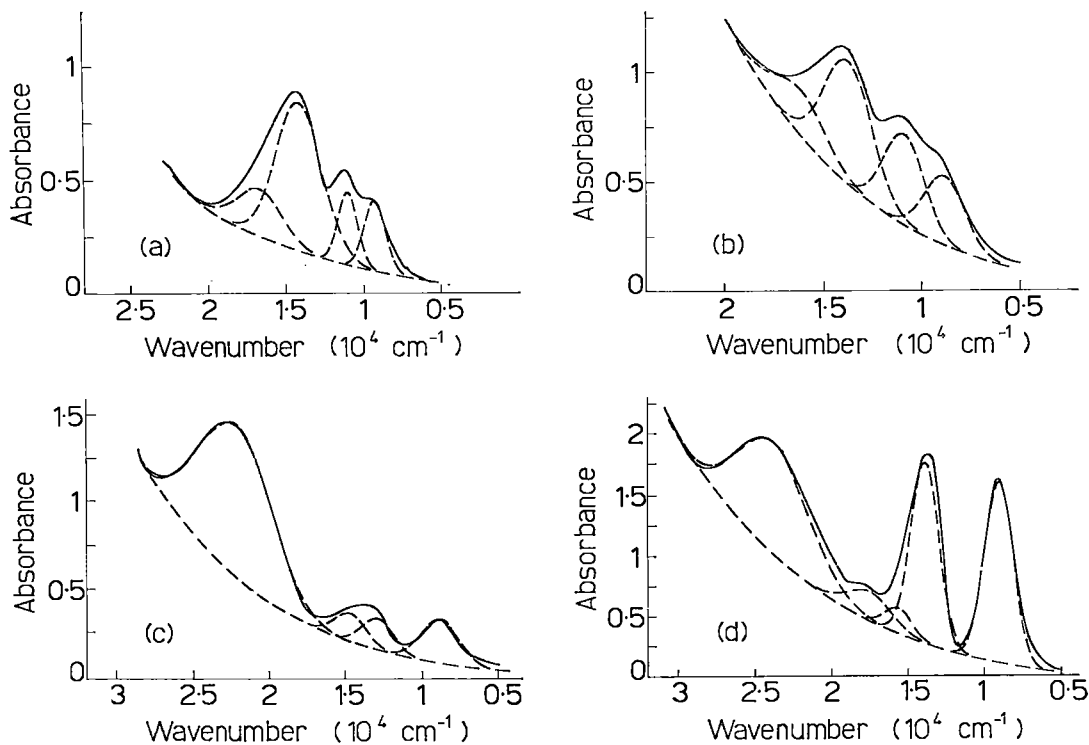 1
0·5
0
Absorbance
(a)
2·5 2 1·5 1 0·5
Wavenumber (10⁴ cm⁻¹)
1
0·5
0
Absorbance
(b)
2 1·5 1 0·5
Wavenumber (10⁴ cm⁻¹)
1·5
1
0·5
0
Absorbance
(c)
3 2·5 2 1·5 1 0·5
Wavenumber (10⁴ cm⁻¹)
2
1·5
1
0·5
0
Absorbance
(d)
3 2·5 2 1·5 1 0·5
Wavenumber (10⁴ cm⁻¹)